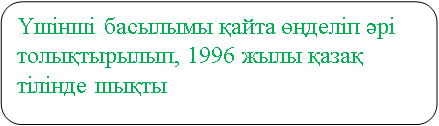 Үшінші басылымы қайта өңделіп әрі
толықтырылып, 1996 жылы қазақ
тілінде шықты